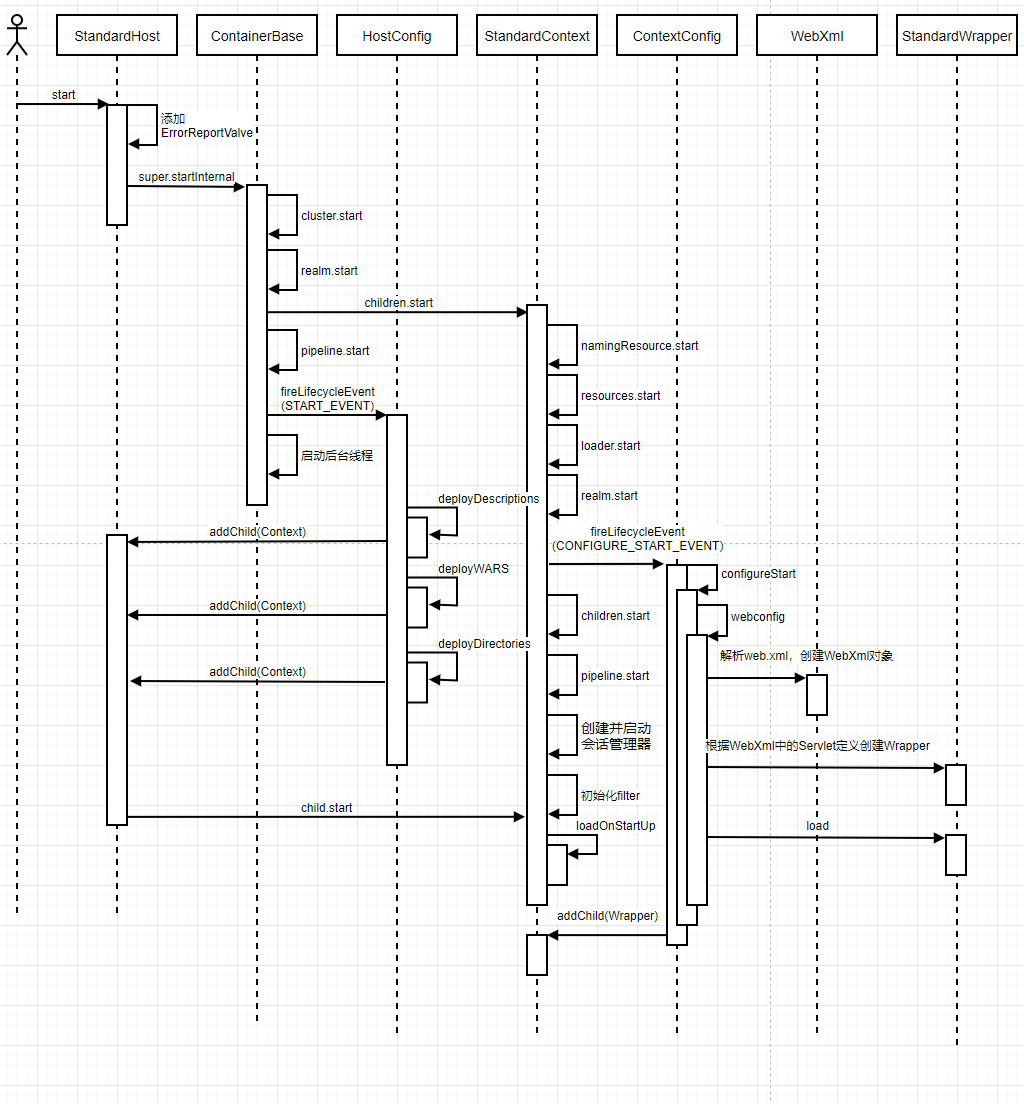 StandardHost
ContainerBase
HostConfig
StandardContext
ContextConfig
WebXml
StandardWrapper
start
添加
ErrorReportValve
super.startInternal
cluster.start
realm.start
children.start
namingResource.start
pipeline.start
fireLifecycleEvent
(START_EVENT)
resources.start
启动后台线程
loader.start
deployDescriptions
realm.start
addChild(Context)
fireLifecycleEvent
(CONFIGURE_START_EVENT)
deployWARS
configureStart
addChild(Context)
children.start
webconfig
deployDirectories
解析web.xml，创建WebXml对象
addChild(Context)
pipeline.start
创建并启动
会话管理器
根据WebXml中的Servlet定义创建Wrapper
初始化filter
child.start
loadOnStartUp
load
addChild(Wrapper)